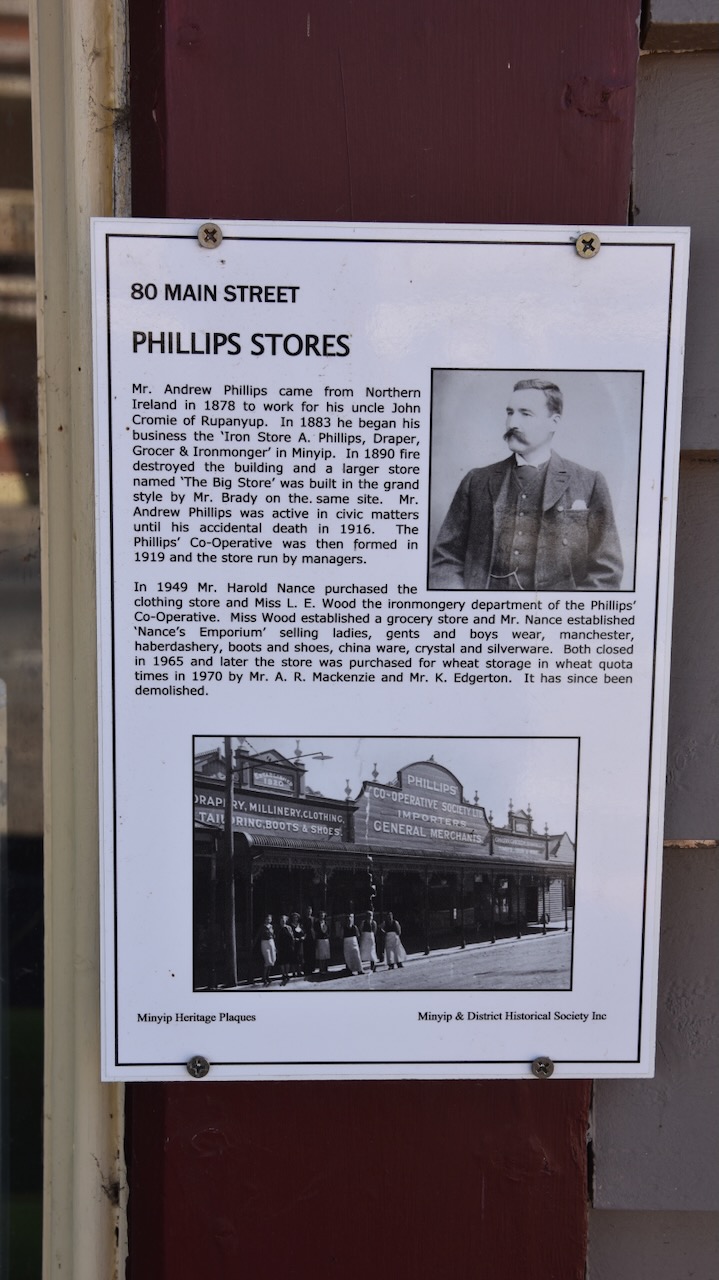 80 MAIN STREET
PHILLIPS STORES
Mr. Andrew Phillips came from Northern
Ireland in 1878 to work for his uncle John
Cromie of Rupanyup. In 1883 he began his
business the ‘Iron Store A. Phillips, Draper,
Grocer & Ironmonger’ in Minyip. In 1890 fire
destroyed the building and a larger store
named ‘The Big Store’ was built in the grand
style by Mr. Brady on the same site. Mr.
Andrew Phillips was active in civic matters
until his accidental death in 1916. The
Phillips’ Co-Operative was then formed in
1919 and the store run by managers.
In 1949 Mr. Harold Nance purchased the
clothing store and Miss L. E. Wood the ironmongery department of the Phillips’
Co-Operative. Miss Wood established a grocery store and Mr. Nance established
‘Nance’s Emporium’ selling ladies, gents and boys wear, manchester,
haberdashery, boots and shoes, china ware, crystal and silverware. Both closed
in 1965 and later the store was purchased for wheat storage in wheat quota
times in 1970 by Mr. A. R. Mackenzie and Mr. K. Edgerton. It has since been
demolished.
DRAPERY, MILLINERY, CLOTHING,
TAILORING, BOOTS & SHOES.
PHILLIPS'
CO-OPERATIVE SOCIETY LTD
IMPORTERS
GENERAL MERCHANTS
Minyip Heritage Plaques
Minyip & District Historical Society Inc